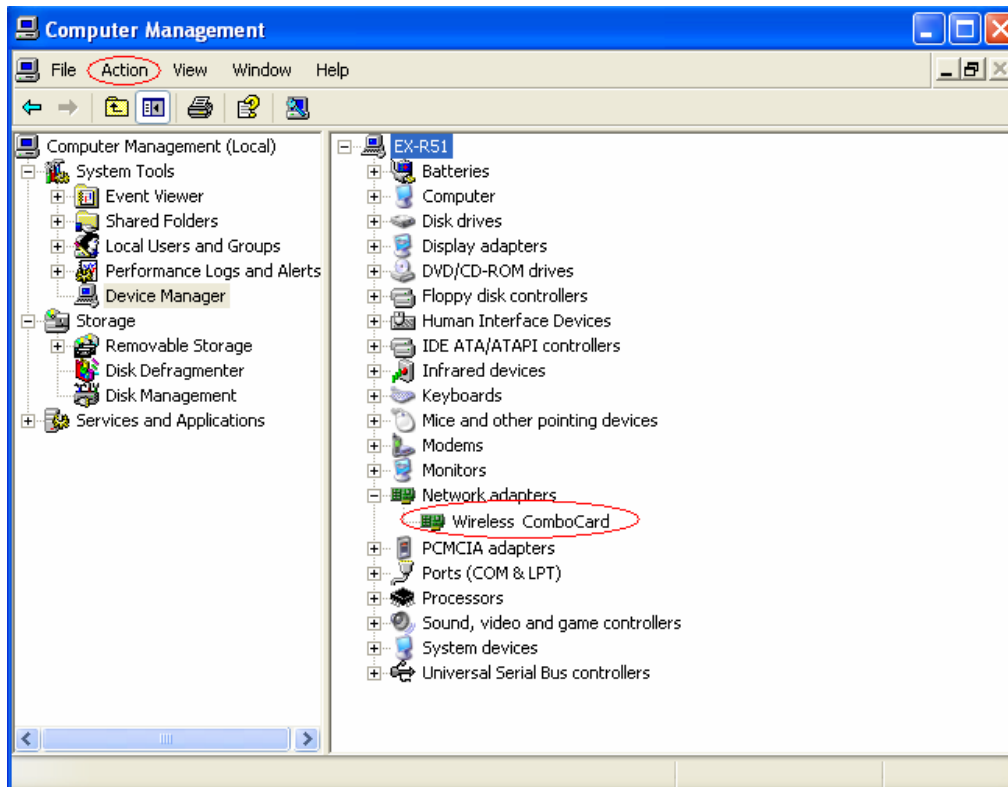 Computer Management
File Action View Window Help
Computer Management (Local)
System Tools
Event Viewer
Shared Folders
Local Users and Groups
Performance Logs and Alerts
Device Manager
Storage
Removable Storage
Disk Defragmenter
Disk Management
Services and Applications
EX-R51
Batteries
Computer
Disk drives
Display adapters
DVD/CD-ROM drives
Floppy disk controllers
Human Interface Devices
IDE ATA/ATAPI controllers
Infrared devices
Keyboards
Mice and other pointing devices
Modems
Monitors
Network adapters
Wireless ComboCard
PCMCIA adapters
Ports (COM & LPT)
Processors
Sound, video and game controllers
System devices
Universal Serial Bus controllers